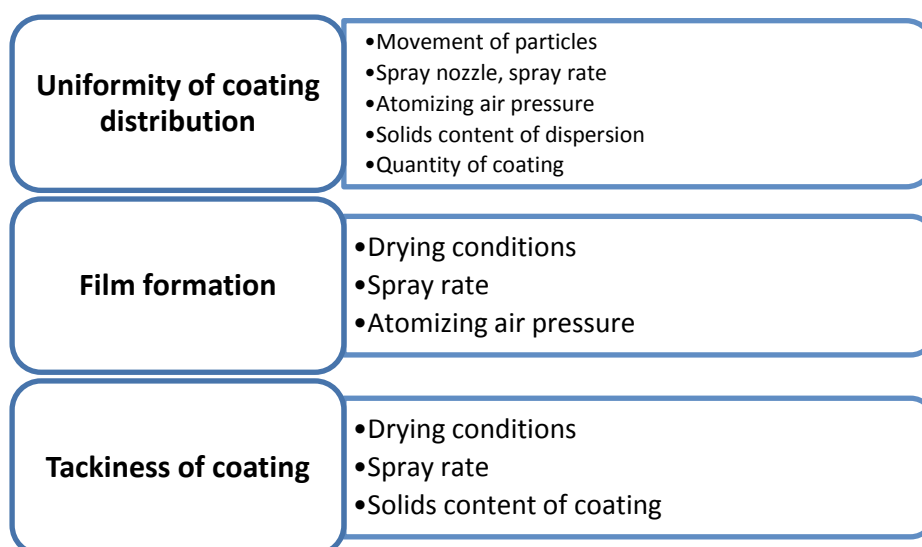 Uniformity of coating
distribution
•Movement of particles
•Spray nozzle, spray rate
•Atomizing air pressure
•Solids content of dispersion
•Quantity of coating
Film formation
•Drying conditions
•Spray rate
•Atomizing air pressure
Tackiness of coating
•Drying conditions
•Spray rate
•Solids content of coating